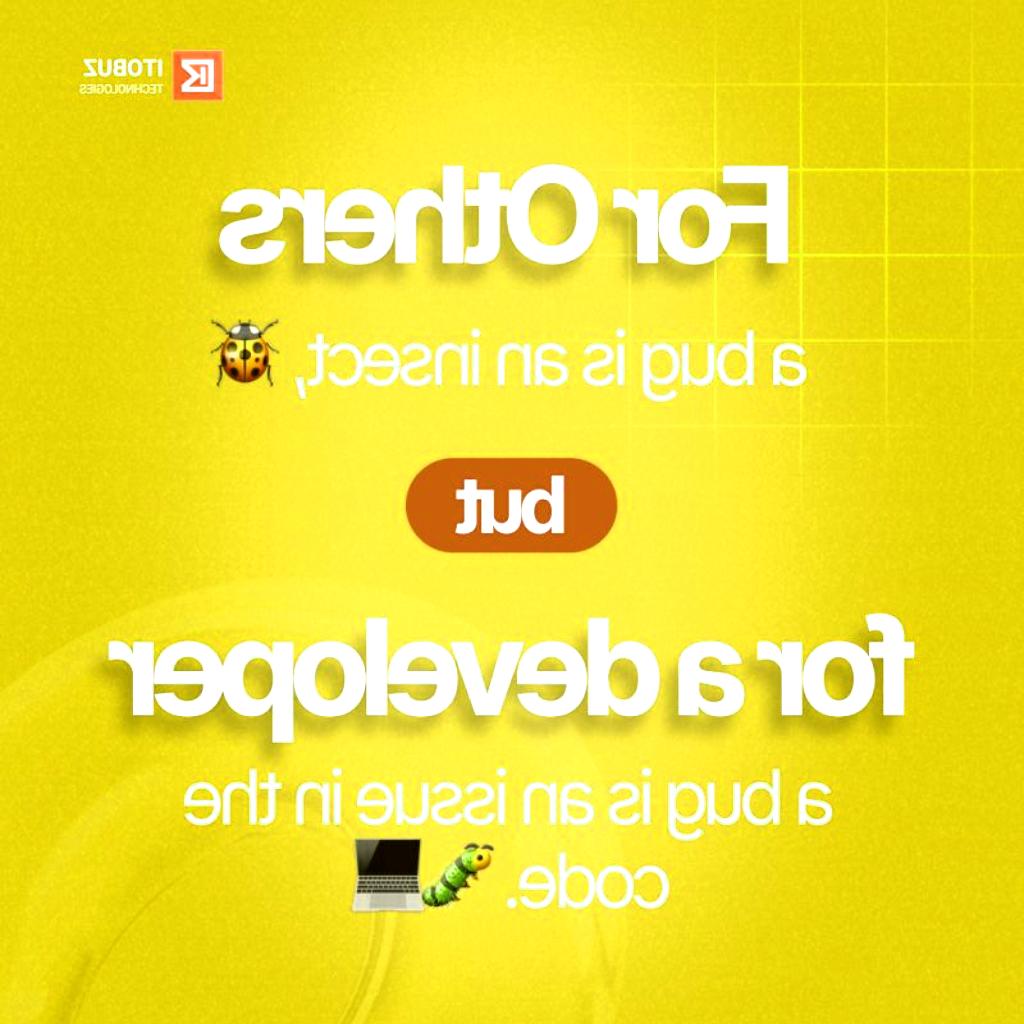 ITOBUZ
TECHNOLOGIES
For Others
a bug is an insect, 🐞
but
for a developer
a bug is an issue in the
code. 🐛💻